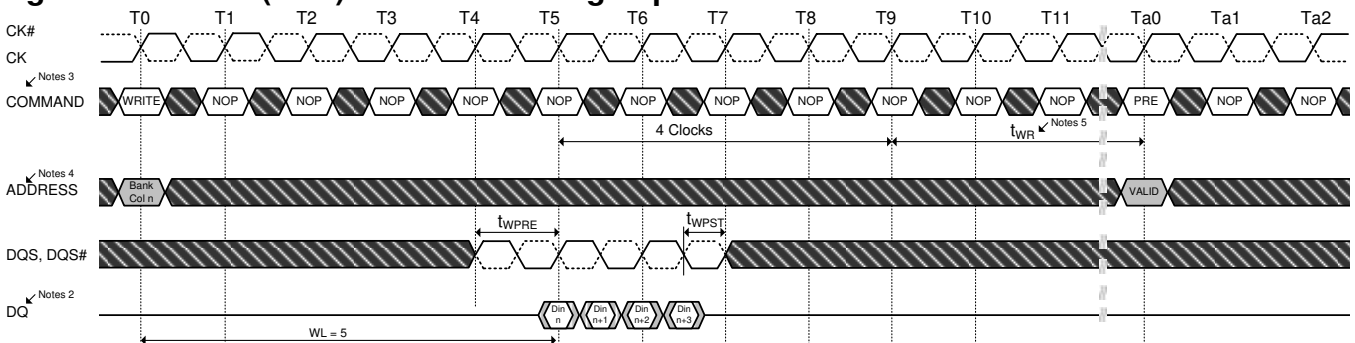 T0 T1 T2 T3 T4 T5 T6 T7 T8 T9 T10 T11 Ta0 Ta1 Ta2
CK#
CK
Notes 3
COMMAND WRITE NOP NOP NOP NOP NOP NOP NOP NOP NOP NOP NOP PRE NOP NOP
4 Clocks tWR Notes 5
Notes 4
ADDRESS Bank Col n VALID
tWPRE tWPST
DQS, DQS#
Notes 2
DQ Din n Din n+1 Din n+2 Din n+3
WL = 5